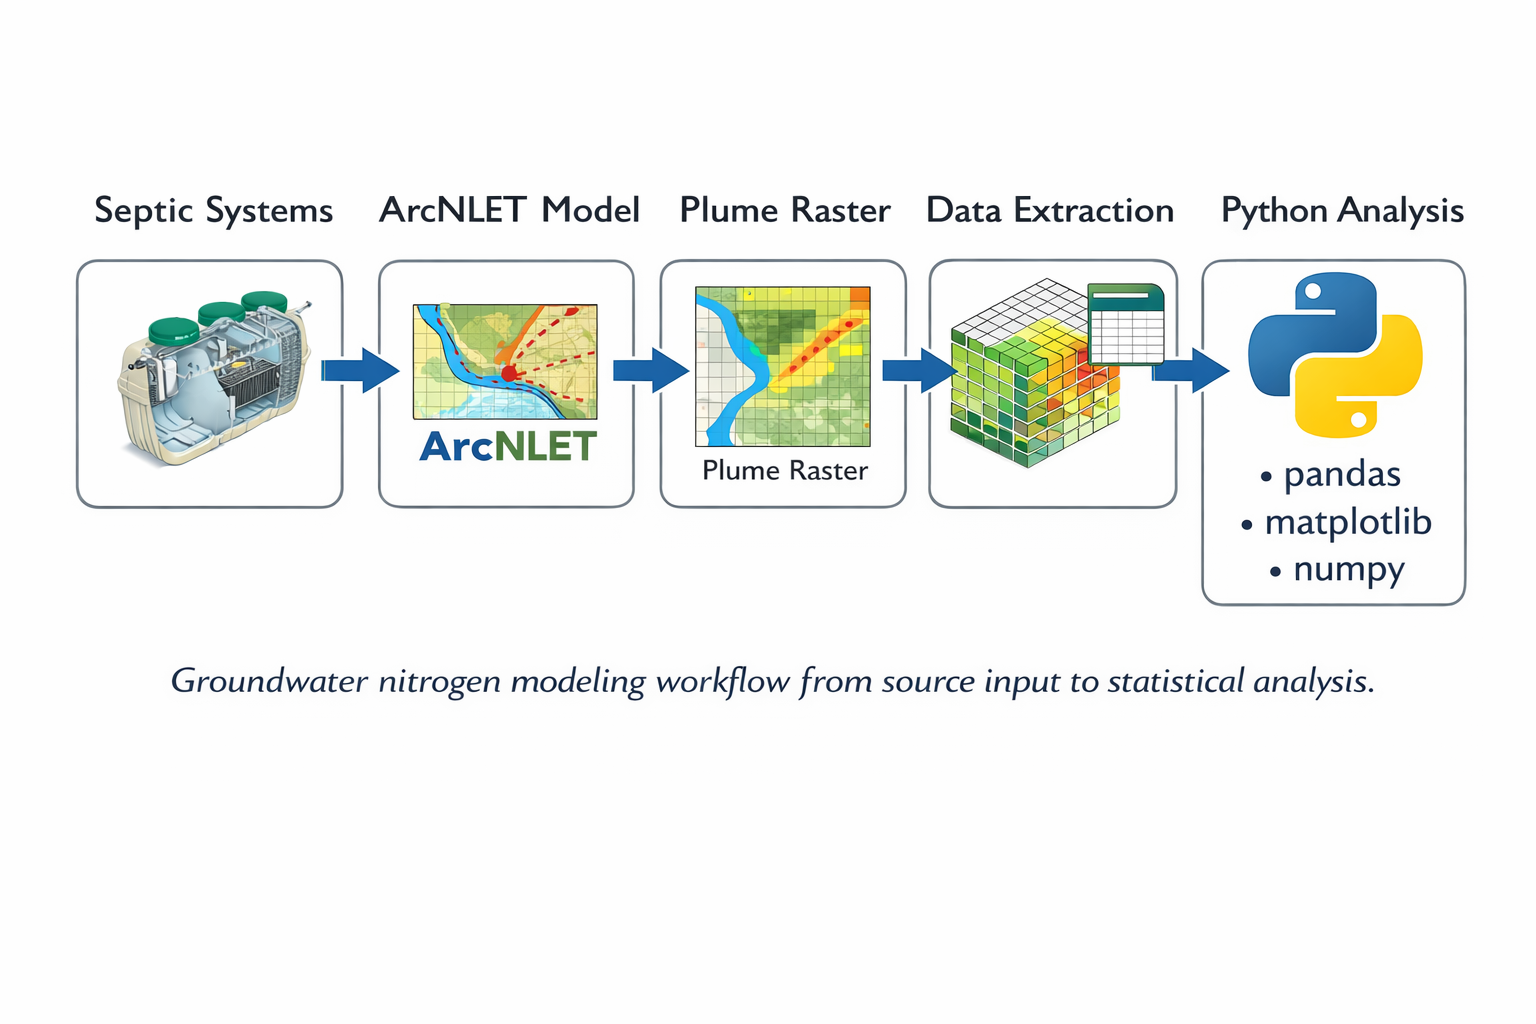 Septic Systems
ArcNLET Model
Plume Raster
Data Extraction
Python Analysis
ArcNLET
Plume Raster
• pandas
• matplotlib
• numpy
Groundwater nitrogen modeling workflow from source input to statistical analysis.